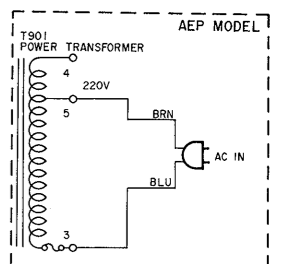 AEP MODEL
T901
POWER TRANSFORMER
4
220V
5
BRN
AC IN
BLU
3